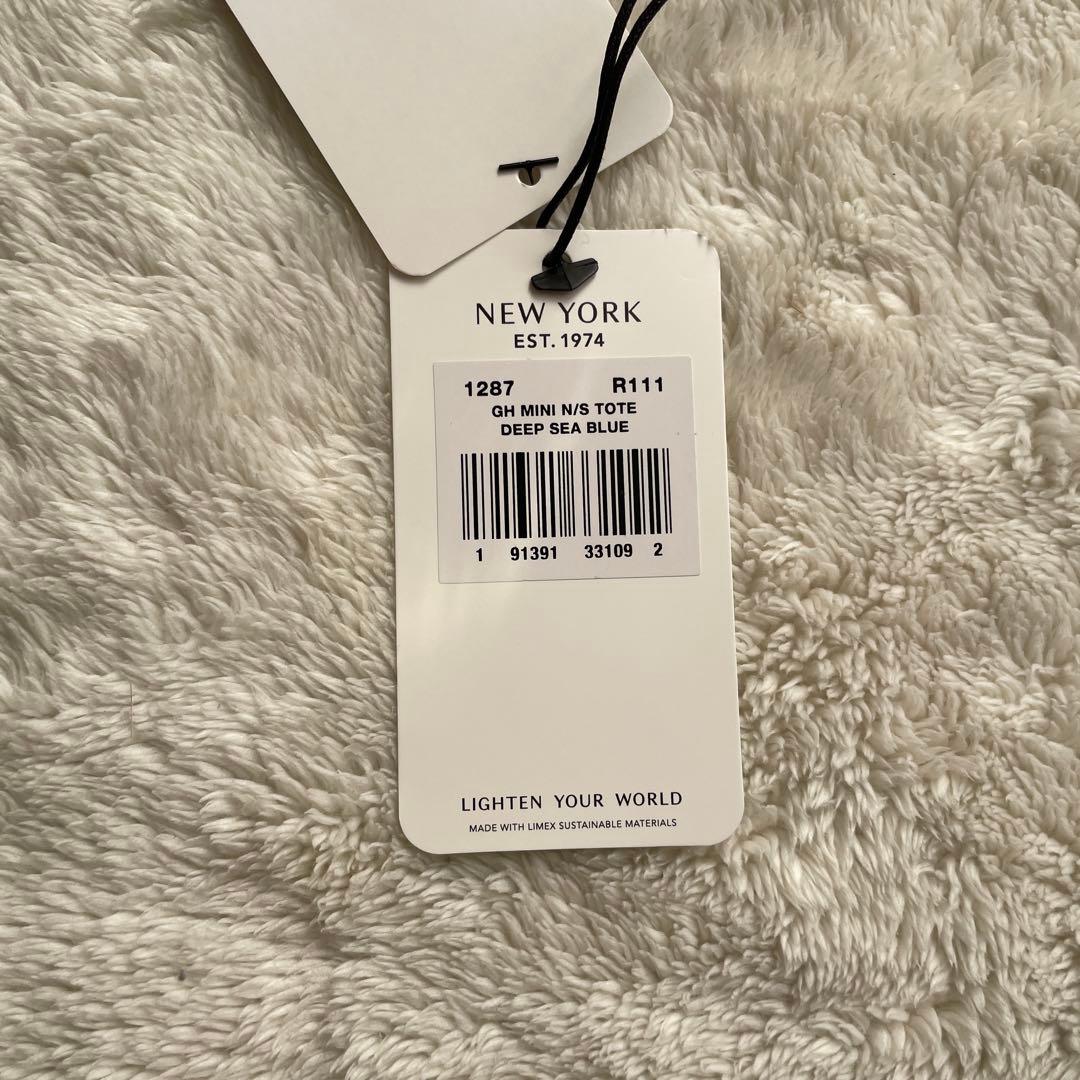 NEW YORK
EST. 1974
1287 R111
GH MINI N/S TOTE
DEEP SEA BLUE
1 91391 33109 2
LIGHTEN YOUR WORLD
MADE WITH LIMEX SUSTAINABLE MATERIALS